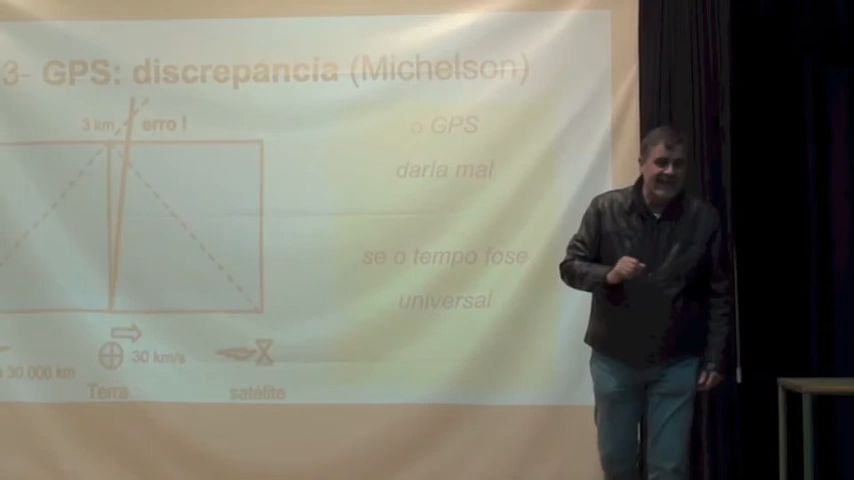 3- GPS: discrepancia (Michelson)
3 km erro !
o GPS
daria mal
se o tempo fose
universal
30 km/s
30.000 km
Terra
satélite